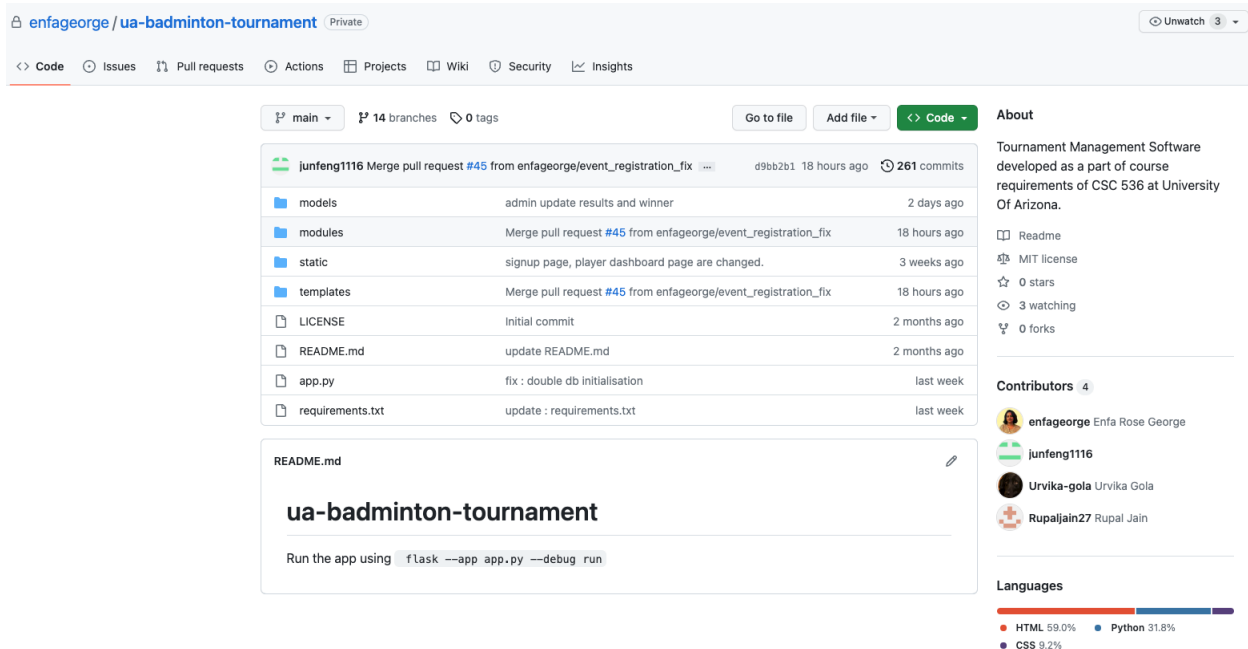 enfageorge / ua-badminton-tournament Private
Unwatch 3
Code Issues Pull requests Actions Projects Wiki Security Insights
main 14 branches 0 tags Go to file Add file Code
junfeng1116 Merge pull request #45 from enfageorge/event_registration_fix ... d9bb2b1 18 hours ago 261 commits
models admin update results and winner 2 days ago
modules Merge pull request #45 from enfageorge/event_registration_fix 18 hours ago
static signup page, player dashboard page are changed. 3 weeks ago
templates Merge pull request #45 from enfageorge/event_registration_fix 18 hours ago
LICENSE Initial commit 2 months ago
README.md update README.md 2 months ago
app.py fix : double db initialisation last week
requirements.txt update : requirements.txt last week
README.md
ua-badminton-tournament
Run the app using flask --app app.py --debug run
About
Tournament Management Software
developed as a part of course
requirements of CSC 536 at University
Of Arizona.
Readme
MIT license
0 stars
3 watching
0 forks
Contributors 4
enfageorge Enfa Rose George
junfeng1116
Urvika-gola Urvika Gola
Rupaljain27 Rupal Jain
Languages
HTML 59.0% Python 31.8%
CSS 9.2%